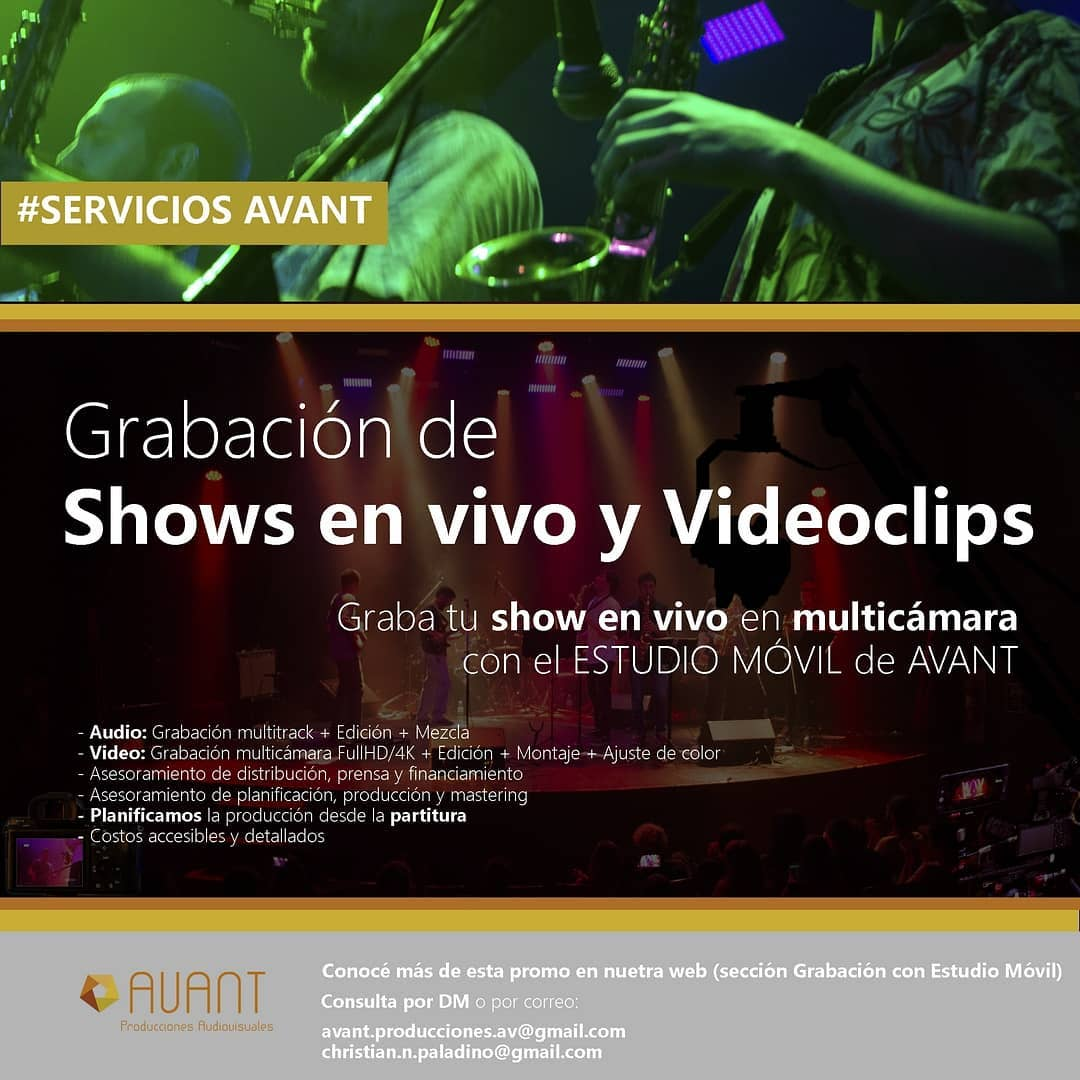 #SERVICIOS AVANT
Grabación de
Shows en vivo y Videoclips
Graba tu show en vivo en multicámara
con el ESTUDIO MÓVIL de AVANT
- Audio: Grabación multitrack + Edición + Mezcla
- Video: Grabación multicámara FullHD/4K + Edición + Montaje + Ajuste de color
- Asesoramiento de distribución, prensa y financiamiento
- Asesoramiento de planificación, producción y mastering
- Planificamos la producción desde la partitura
- Costos accesibles y detallados
AVANT
Producciones Audiovisuales
Conocé más de esta promo en nuetra web (sección Grabación con Estudio Móvil)
Consulta por DM o por correo:
avant.producciones.av@gmail.com
christian.n.paladino@gmail.com